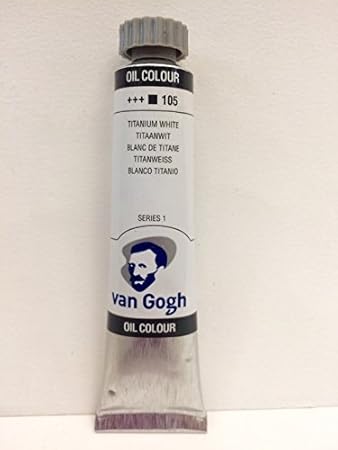 OIL COLOUR
+++ ■ 105
TITANIUM WHITE
TITAANWIT
BLANC DE TITANE
TITANWEISS
BLANCO TITANIO
SERIES 1
van Gogh
OIL COLOUR